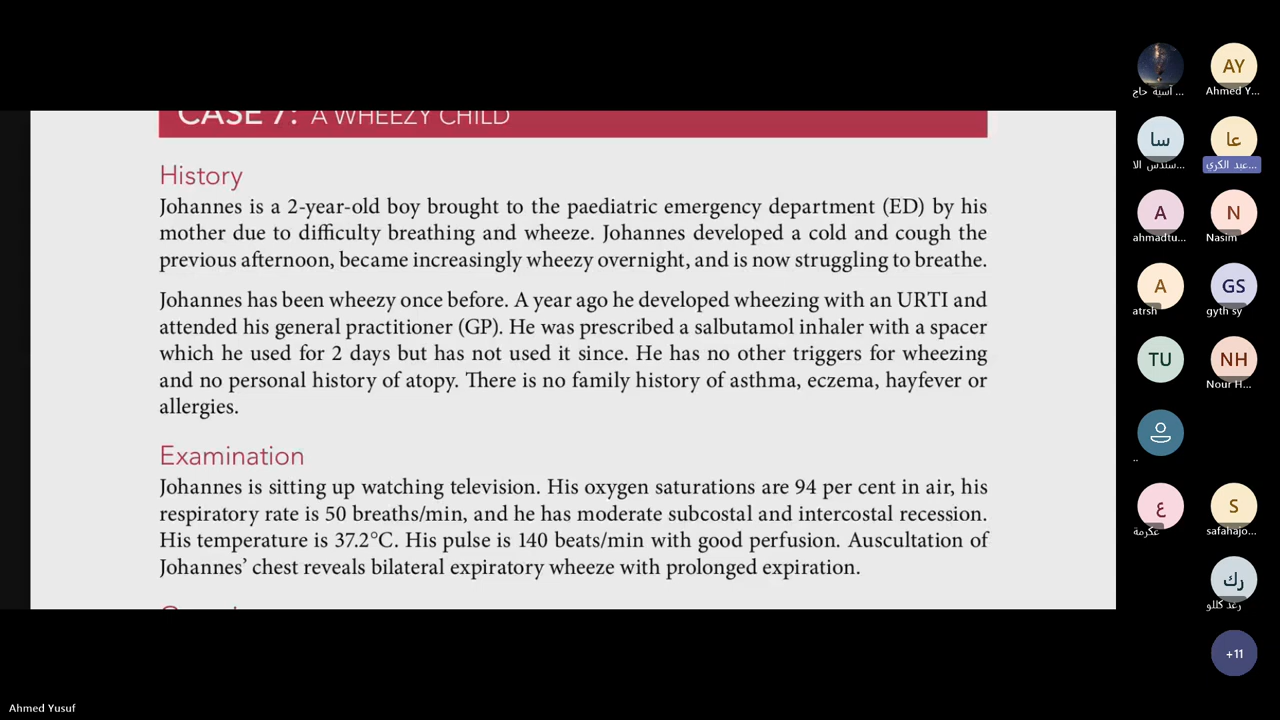 CASE 7: A WHEEZY CHILD
History
Johannes is a 2-year-old boy brought to the paediatric emergency department (ED) by his
mother due to difficulty breathing and wheeze. Johannes developed a cold and cough the
previous afternoon, became increasingly wheezy overnight, and is now struggling to breathe.
Johannes has been wheezy once before. A year ago he developed wheezing with an URTI and
attended his general practitioner (GP). He was prescribed a salbutamol inhaler with a spacer
which he used for 2 days but has not used it since. He has no other triggers for wheezing
and no personal history of atopy. There is no family history of asthma, eczema, hayfever or
allergies.
Examination
Johannes is sitting up watching television. His oxygen saturations are 94 per cent in air, his
respiratory rate is 50 breaths/min, and he has moderate subcostal and intercostal recession.
His temperature is 37.2°C. His pulse is 140 beats/min with good perfusion. Auscultation of
Johannes' chest reveals bilateral expiratory wheeze with prolonged expiration.
AY
آسية حاج ...
Ahmed Y...
سا
عا
سندس الا...
عبد الكري...
A
N
ahmadtu...
Nasim
A
GS
atrsh
gyth sy
TU
NH
Nour H...
..
ع
S
عكرمة
safahajo...
رك
رغد كللو
+11
Ahmed Yusuf